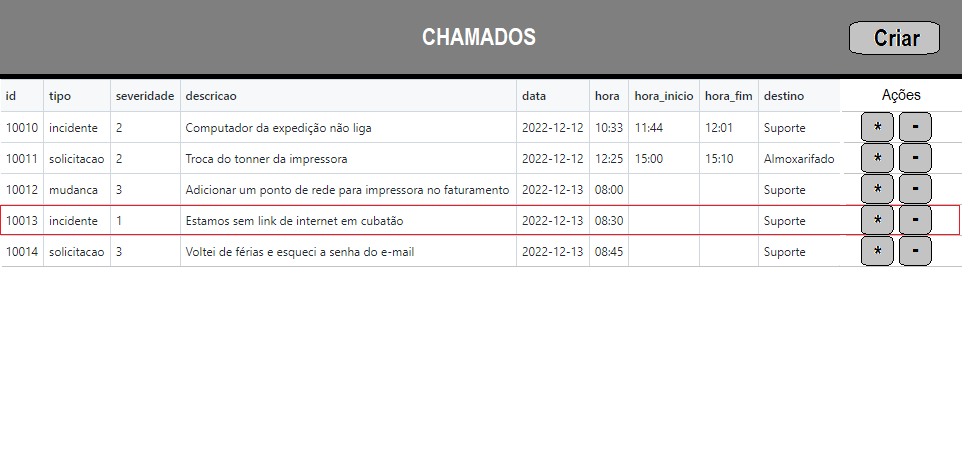 CHAMADOS
Criar
id tipo severidade descricao data hora hora_inicio hora_fim destino Ações
10010 incidente 2 Computador da expedição não liga 2022-12-12 10:33 11:44 12:01 Suporte * -
10011 solicitacao 2 Troca do tonner da impressora 2022-12-12 12:25 15:00 15:10 Almoxarifado * -
10012 mudanca 3 Adicionar um ponto de rede para impressora no faturamento 2022-12-13 08:00 Suporte * -
10013 incidente 1 Estamos sem link de internet em cubatão 2022-12-13 08:30 Suporte * -
10014 solicitacao 3 Voltei de férias e esqueci a senha do e-mail 2022-12-13 08:45 Suporte * -